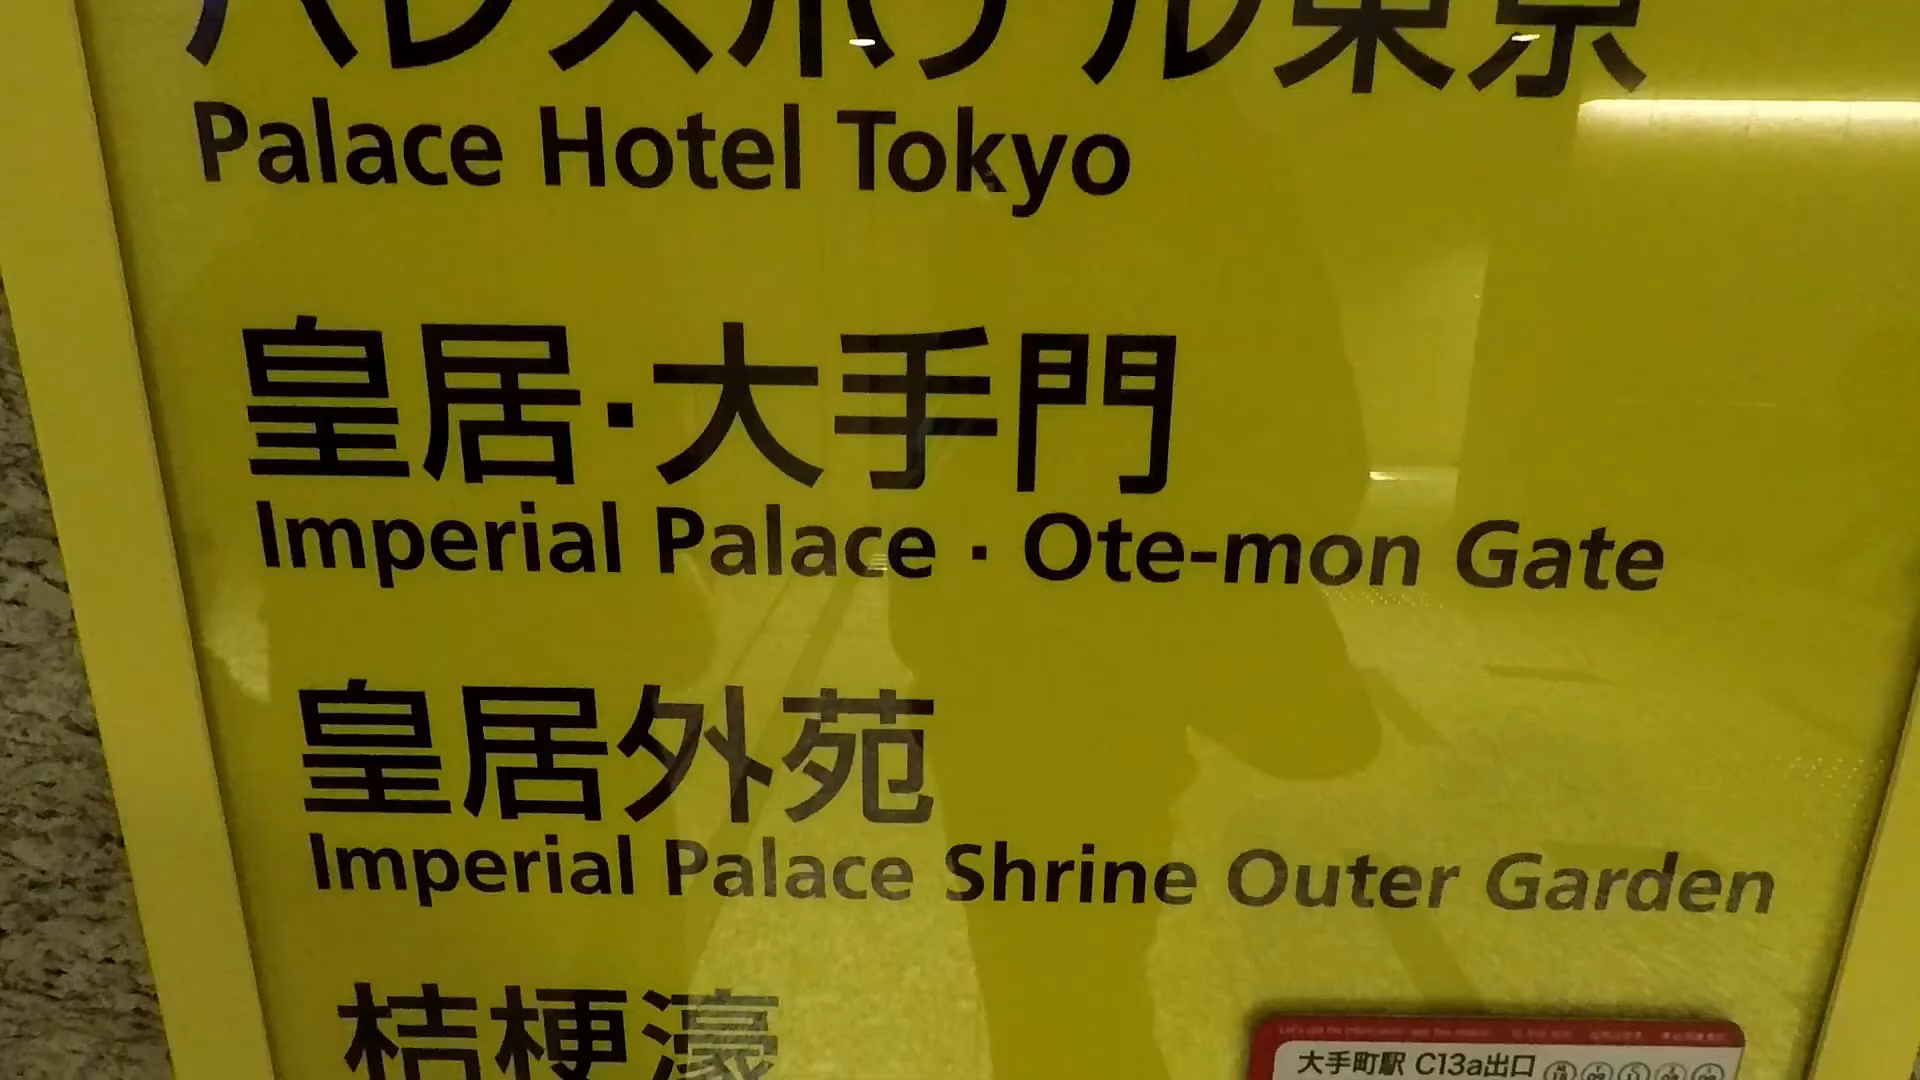 パレスホテル東京
Palace Hotel Tokyo
皇居·大手門
Imperial Palace · Ote-mon Gate
皇居外苑
Imperial Palace Shrine Outer Garden
桔梗濠
大手町駅 C13a出口